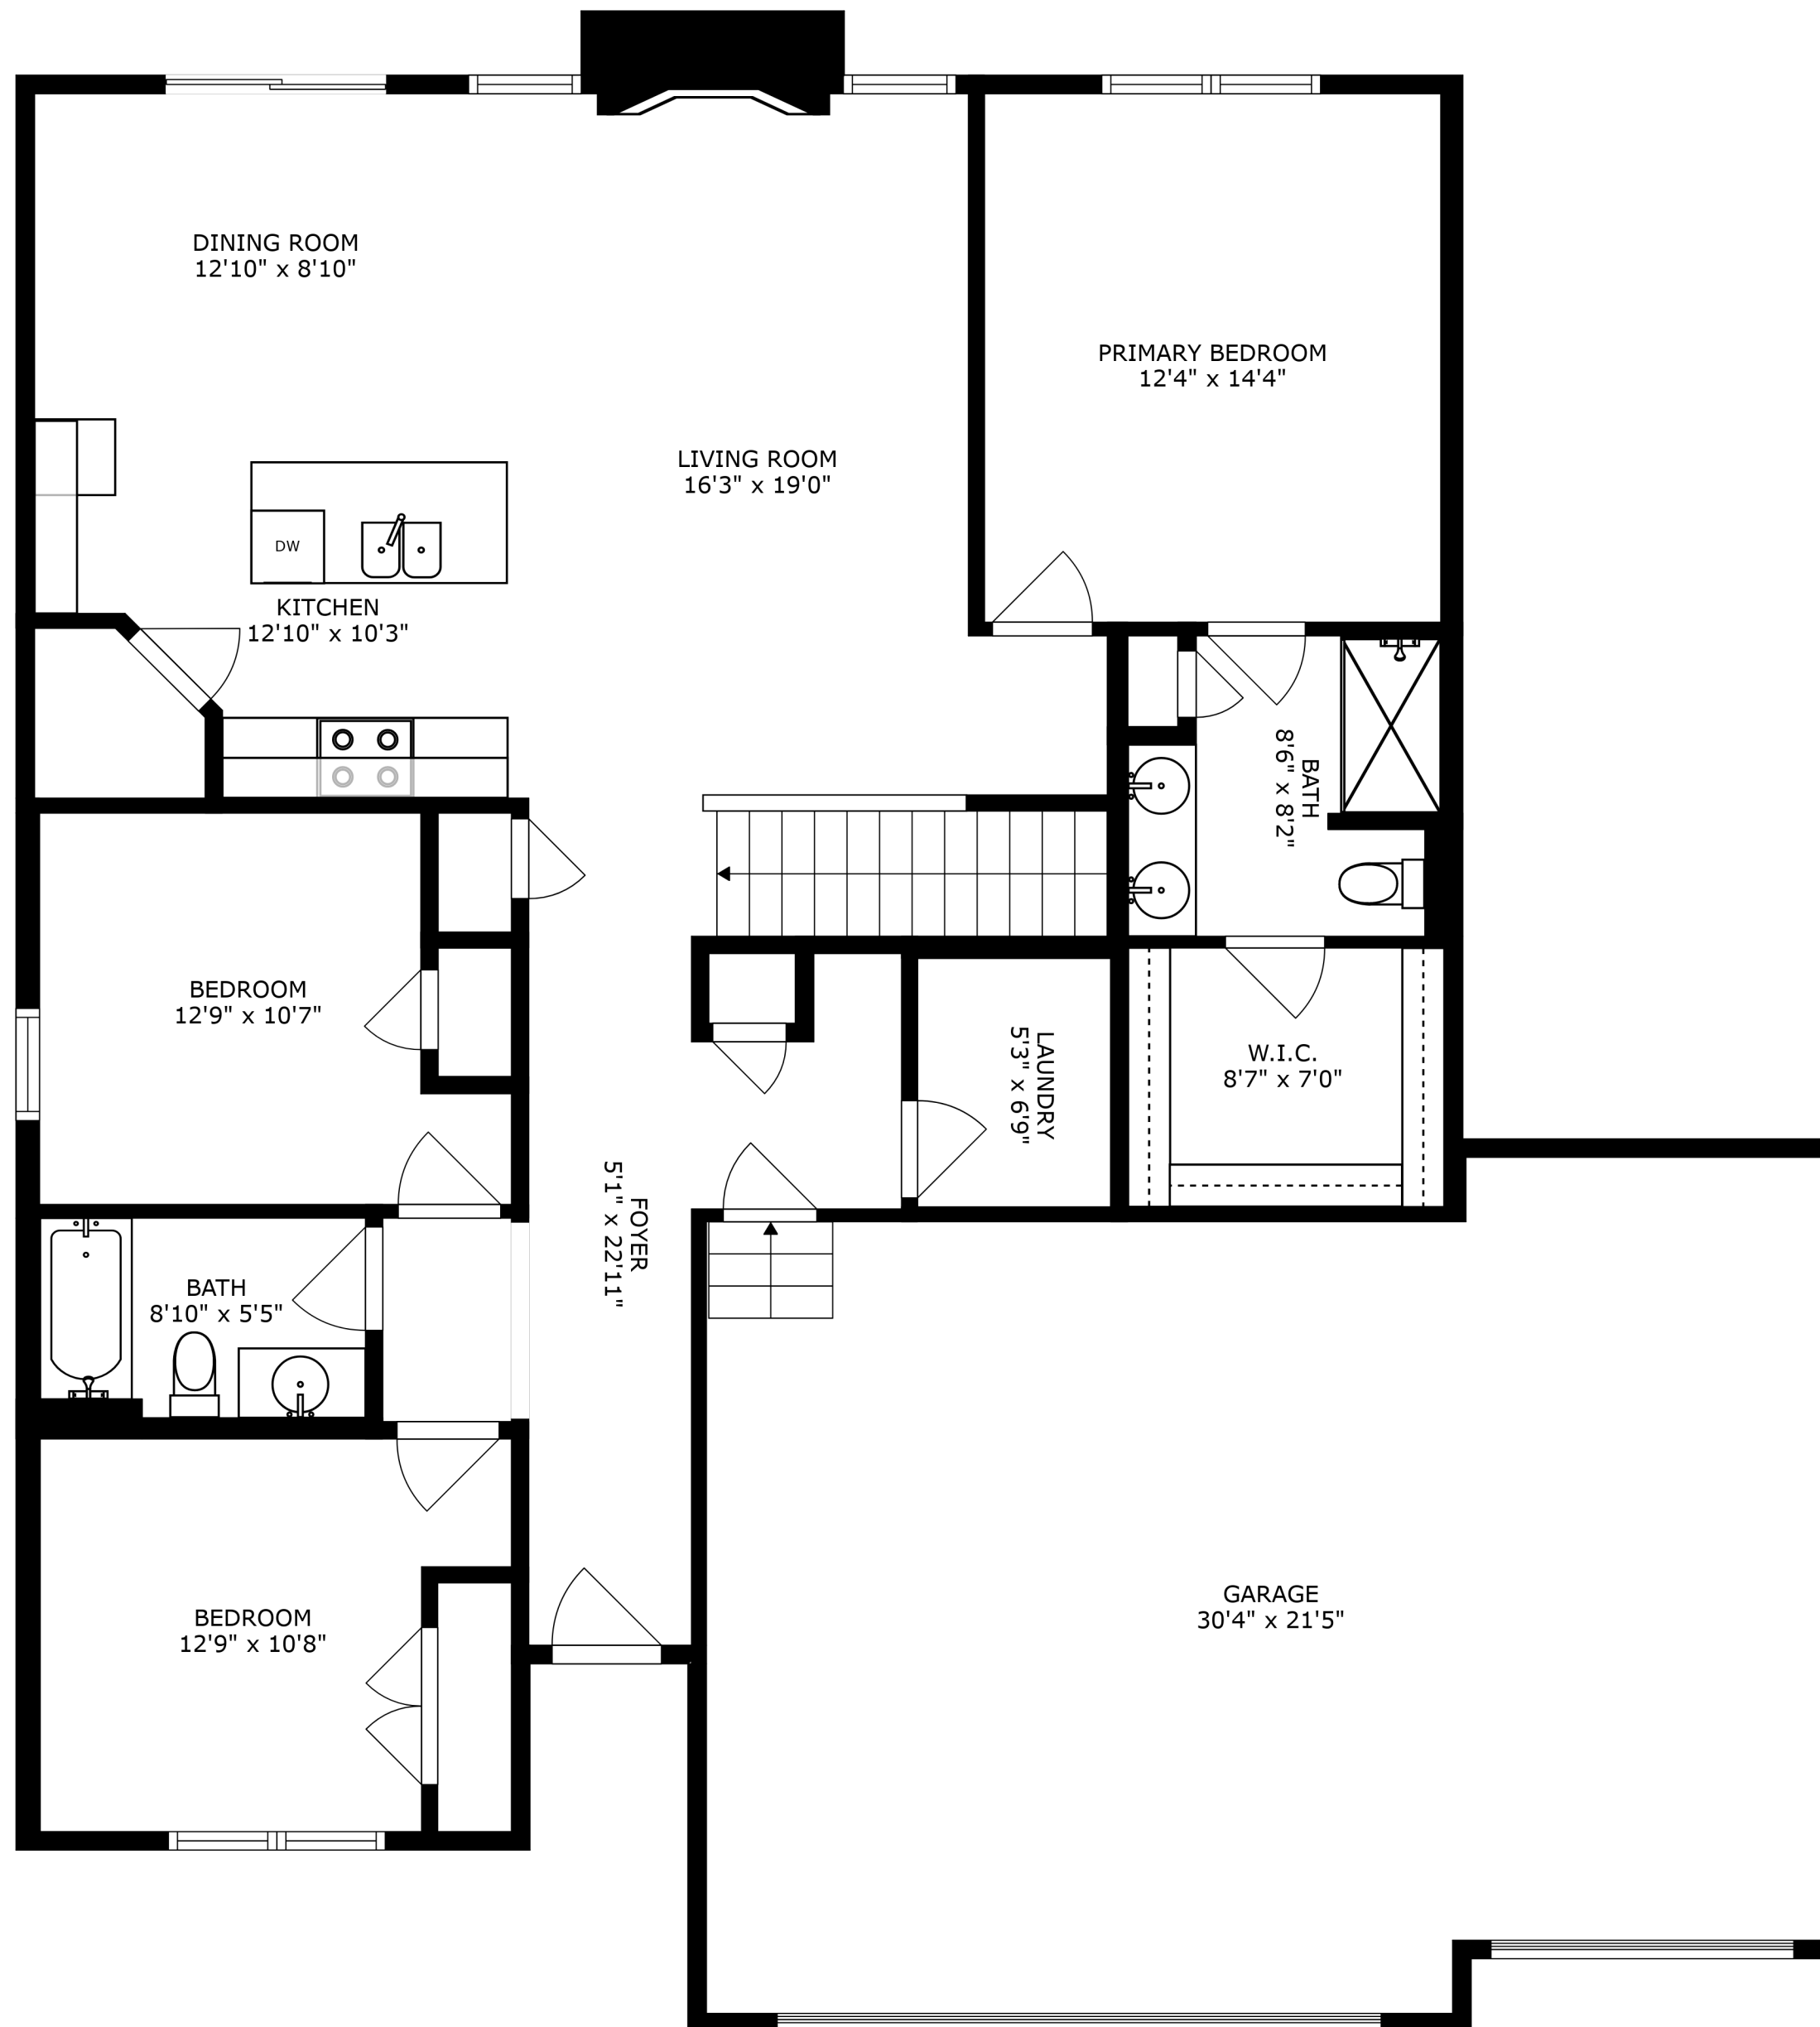 DINING ROOM
12'10" x 8'10"
PRIMARY BEDROOM
12'4" x 14'4"
LIVING ROOM
16'3" x 19'0"
DW
KITCHEN
12'10" x 10'3"
BATH
8'6" x 8'2"
BEDROOM
12'9" x 10'7"
LAUNDRY
5'3" x 6'9"
W.I.C.
8'7" x 7'0"
FOYER
5'1" x 22'11"
BATH
8'10" x 5'5"
BEDROOM
12'9" x 10'8"
GARAGE
30'4" x 21'5"